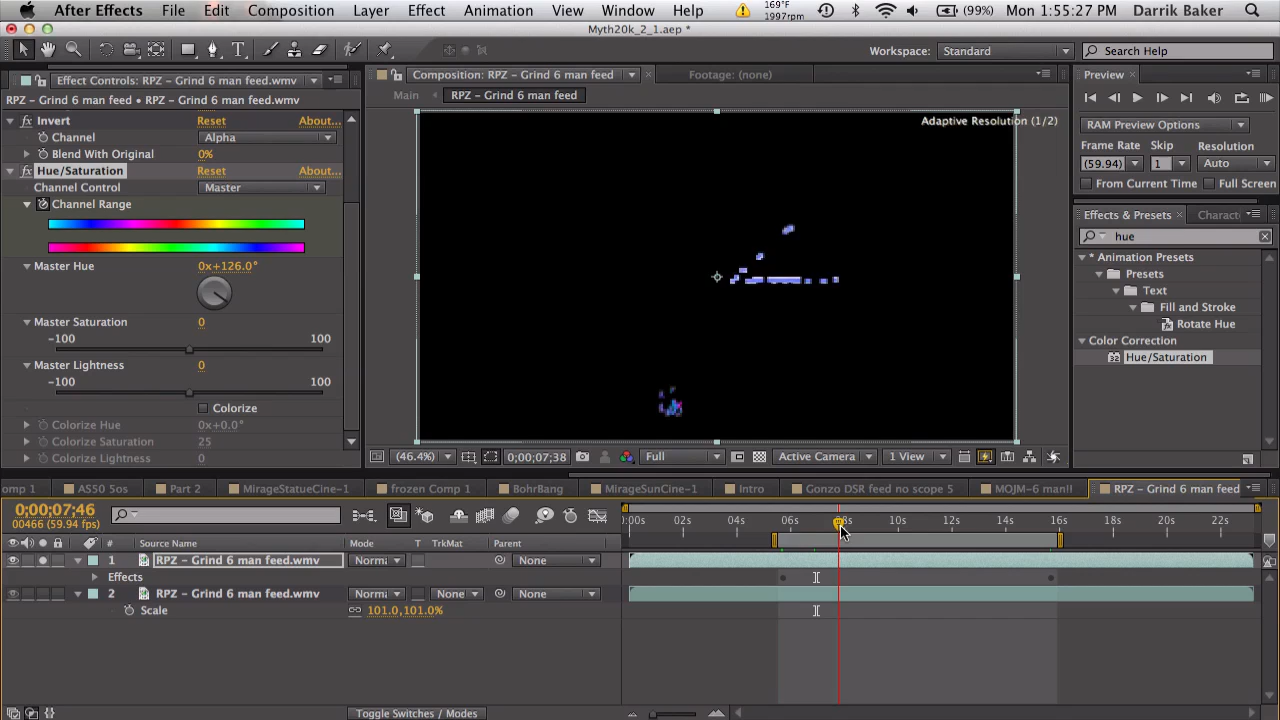 After Effects File Edit Composition Layer Effect Animation View Window Help 169°F 1997rpm (99%) Mon 1:55:27 PM Darrik Baker
Myth20k_2_1.aep *
Workspace: Standard Search Help
Effect Controls: RPZ - Grind 6 man feed.wmv
Composition: RPZ - Grind 6 man feed
Footage: (none)
Preview
RPZ - Grind 6 man feed • RPZ - Grind 6 man feed.wmv
Main RPZ - Grind 6 man feed
Invert Reset About...
Channel Alpha
Blend With Original 0%
Hue/Saturation Reset About...
Channel Control Master
Channel Range
Master Hue 0x+126.0°
Master Saturation 0
-100 100
Master Lightness 0
-100 100
Colorize
Colorize Hue 0x+0.0°
Colorize Saturation 25
Colorize Lightness 0
Adaptive Resolution (1/2)
(46.4%) 0;00;07;38 Full Active Camera 1 View
RAM Preview Options
Frame Rate Skip Resolution
(59.94) 1 Auto
From Current Time Full Screen
Effects & Presets Charact
hue
* Animation Presets
Presets
Text
Fill and Stroke
Rotate Hue
Color Correction
Hue/Saturation
omp 1 AS50 5os Part 2 MirageStatueCine-1 frozen Comp 1 BohrBang MirageSunCine-1 Intro Gonzo DSR feed no scope 5 MQJM-6 man!! RPZ - Grind 6 man feed
0:00:07:46
00466 (59.94 fps)
:00s 02s 04s 06s 08s 10s 12s 14s 16s 18s 20s 22s
# Source Name Mode T TrkMat Parent
1 RPZ - Grind 6 man feed.wmv Norma None
Effects
2 RPZ - Grind 6 man feed.wmv Norma None None
Scale 101.0,101.0%
Toggle Switches / Modes